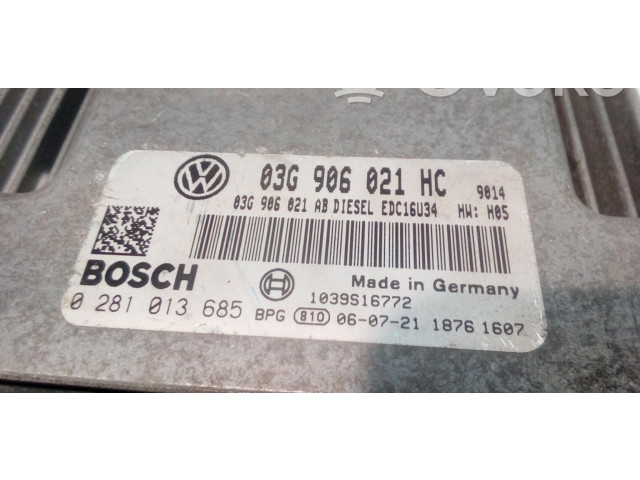 03G 906 021 HC 9014
03G 906 021 AB DIESEL EDC16U34 HW: H05
BOSCH
Made in Germany
1039S16772
0 281 013 685 BPG 810 06-07-21 1876 1607